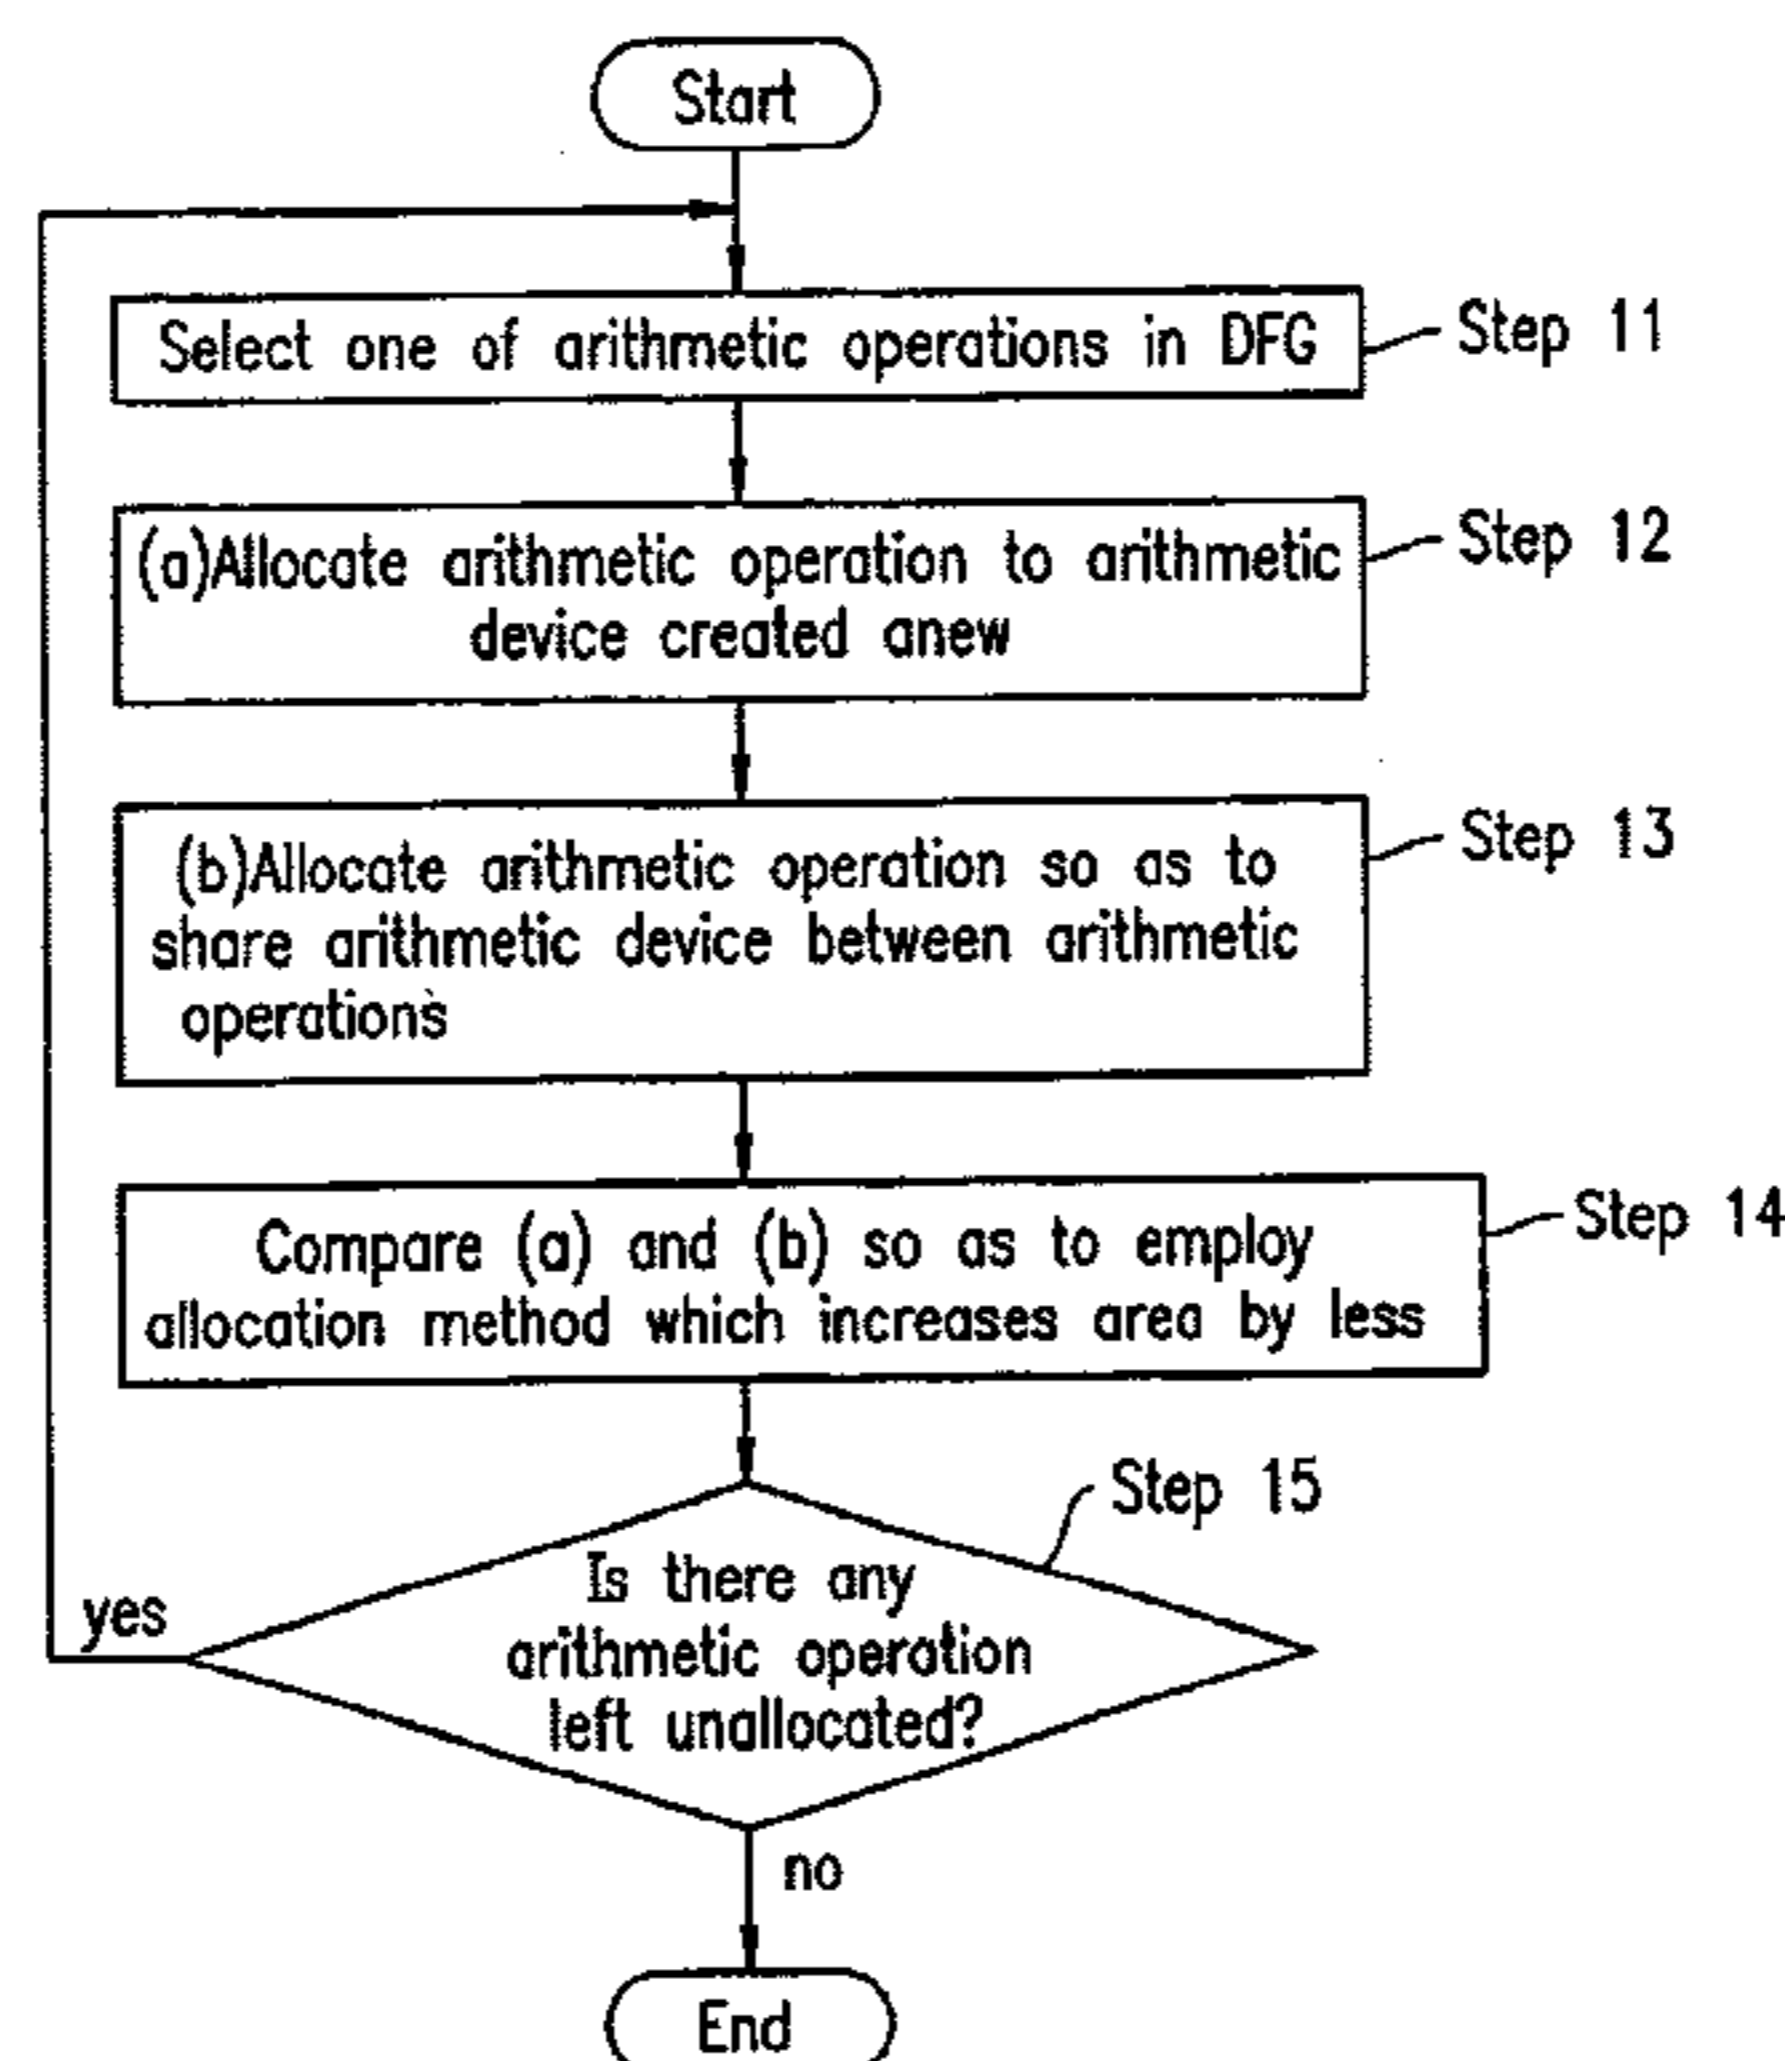 Start
Select one of arithmetic operations in DFG
Step 11
(a)Allocate arithmetic operation to arithmetic
device created anew
Step 12
(b)Allocate arithmetic operation so as to
share arithmetic device between arithmetic
operations
Step 13
Compare (a) and (b) so as to employ
allocation method which increases area by less
Step 14
Step 15
Is there any
arithmetic operation
left unallocated?
yes
no
End